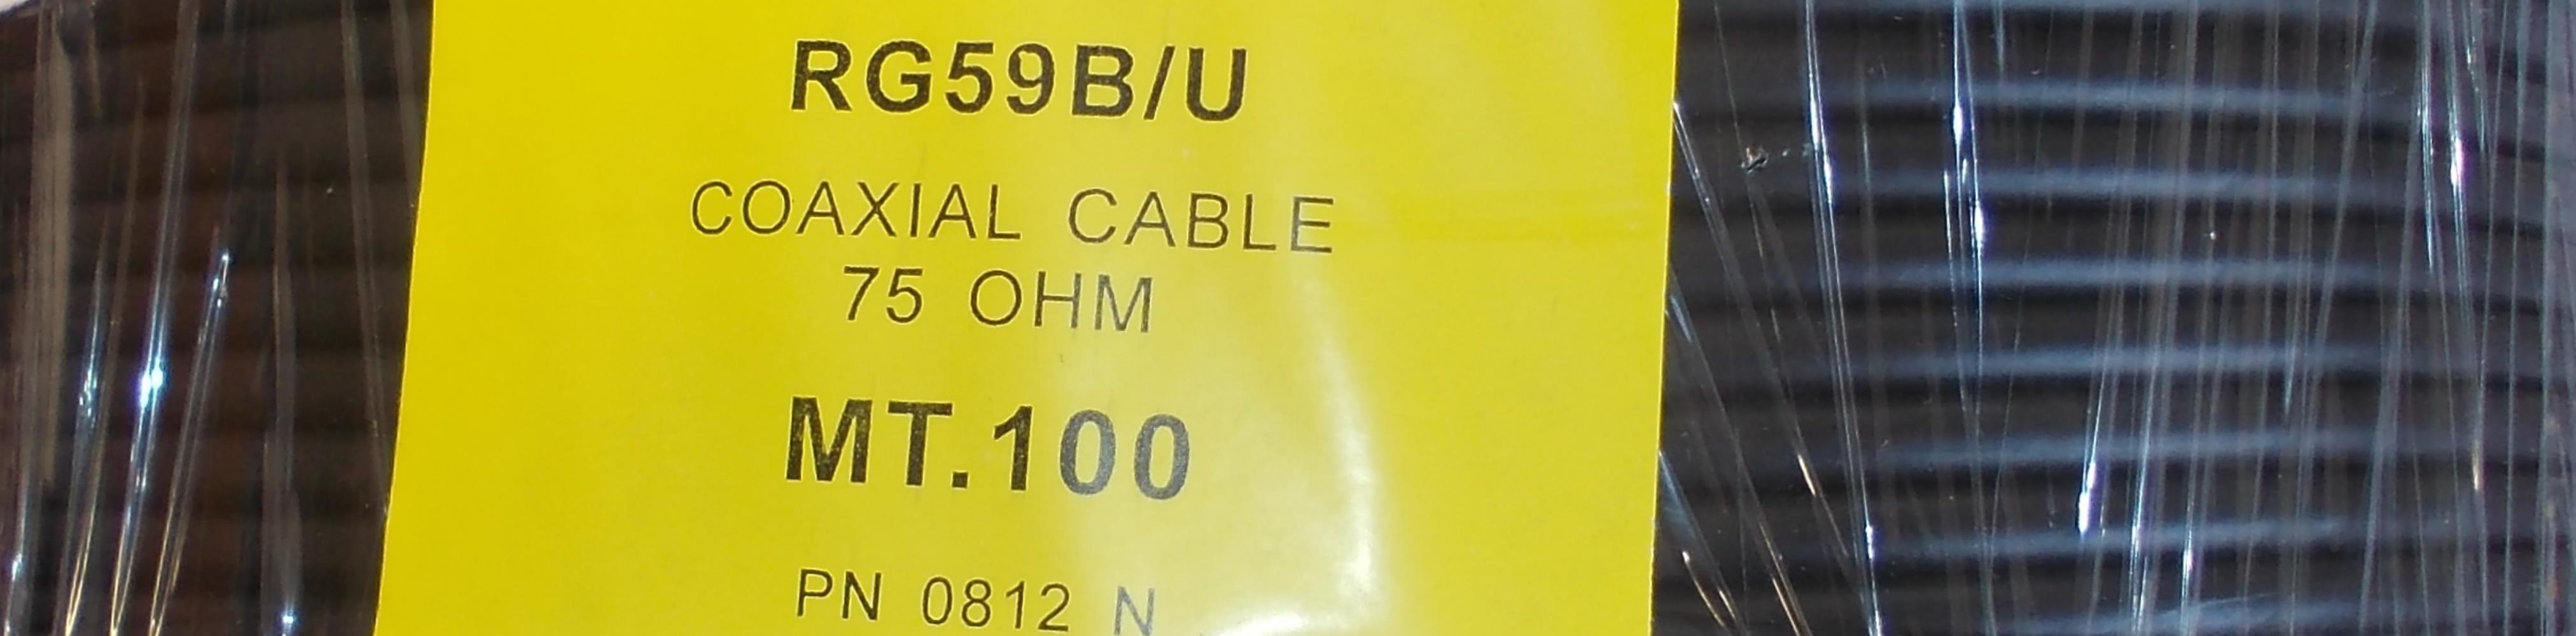 RG59B/U
COAXIAL CABLE
75 OHM
MT.100
PN 0812 N